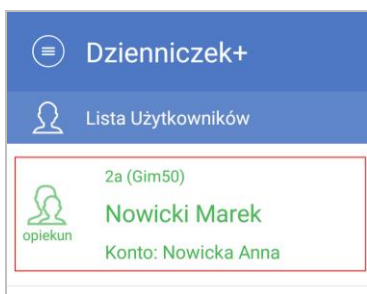 Dzienniczek+
Lista Użytkowników
2a (Gim50)
Nowicki Marek
opiekun
Konto: Nowicka Anna